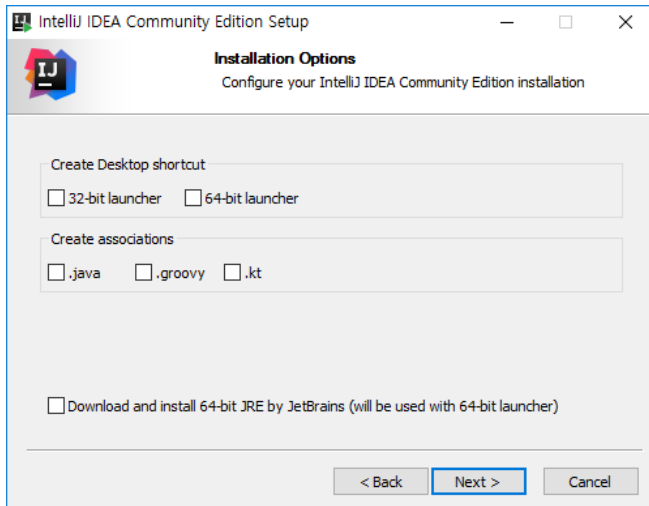 IntelliJ IDEA Community Edition Setup
IJ
Installation Options
Configure your IntelliJ IDEA Community Edition installation
Create Desktop shortcut
32-bit launcher 64-bit launcher
Create associations
.java .groovy .kt
Download and install 64-bit JRE by JetBrains (will be used with 64-bit launcher)
< Back Next > Cancel